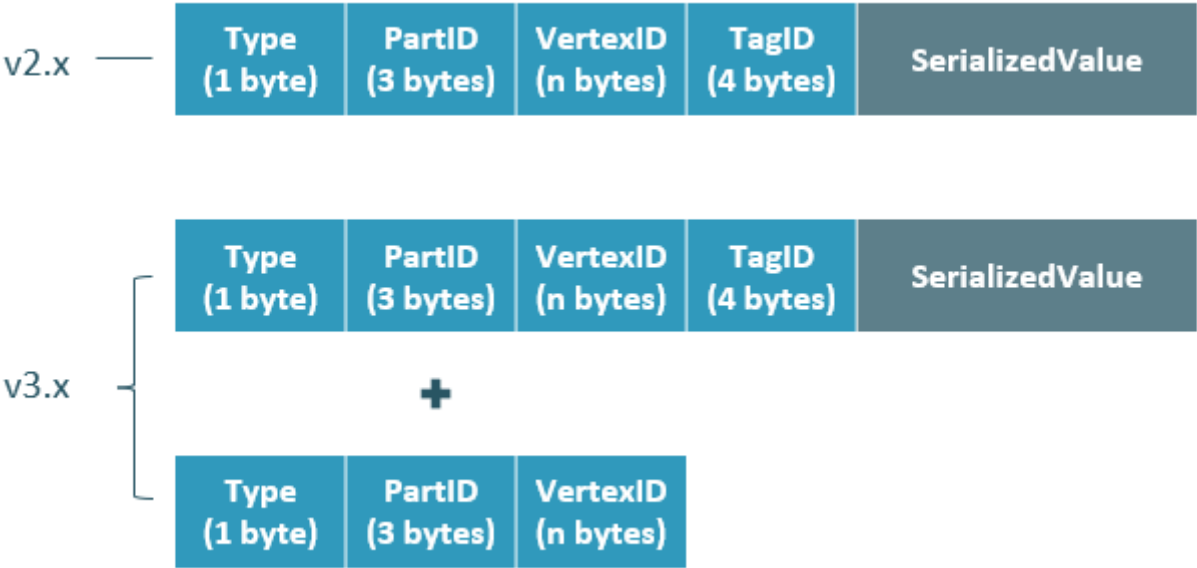 v2.x
Type PartID VertexID TagID SerializedValue
(1 byte) (3 bytes) (n bytes) (4 bytes)
v3.x
Type PartID VertexID TagID SerializedValue
(1 byte) (3 bytes) (n bytes) (4 bytes)
+
Type PartID VertexID
(1 byte) (3 bytes) (n bytes)